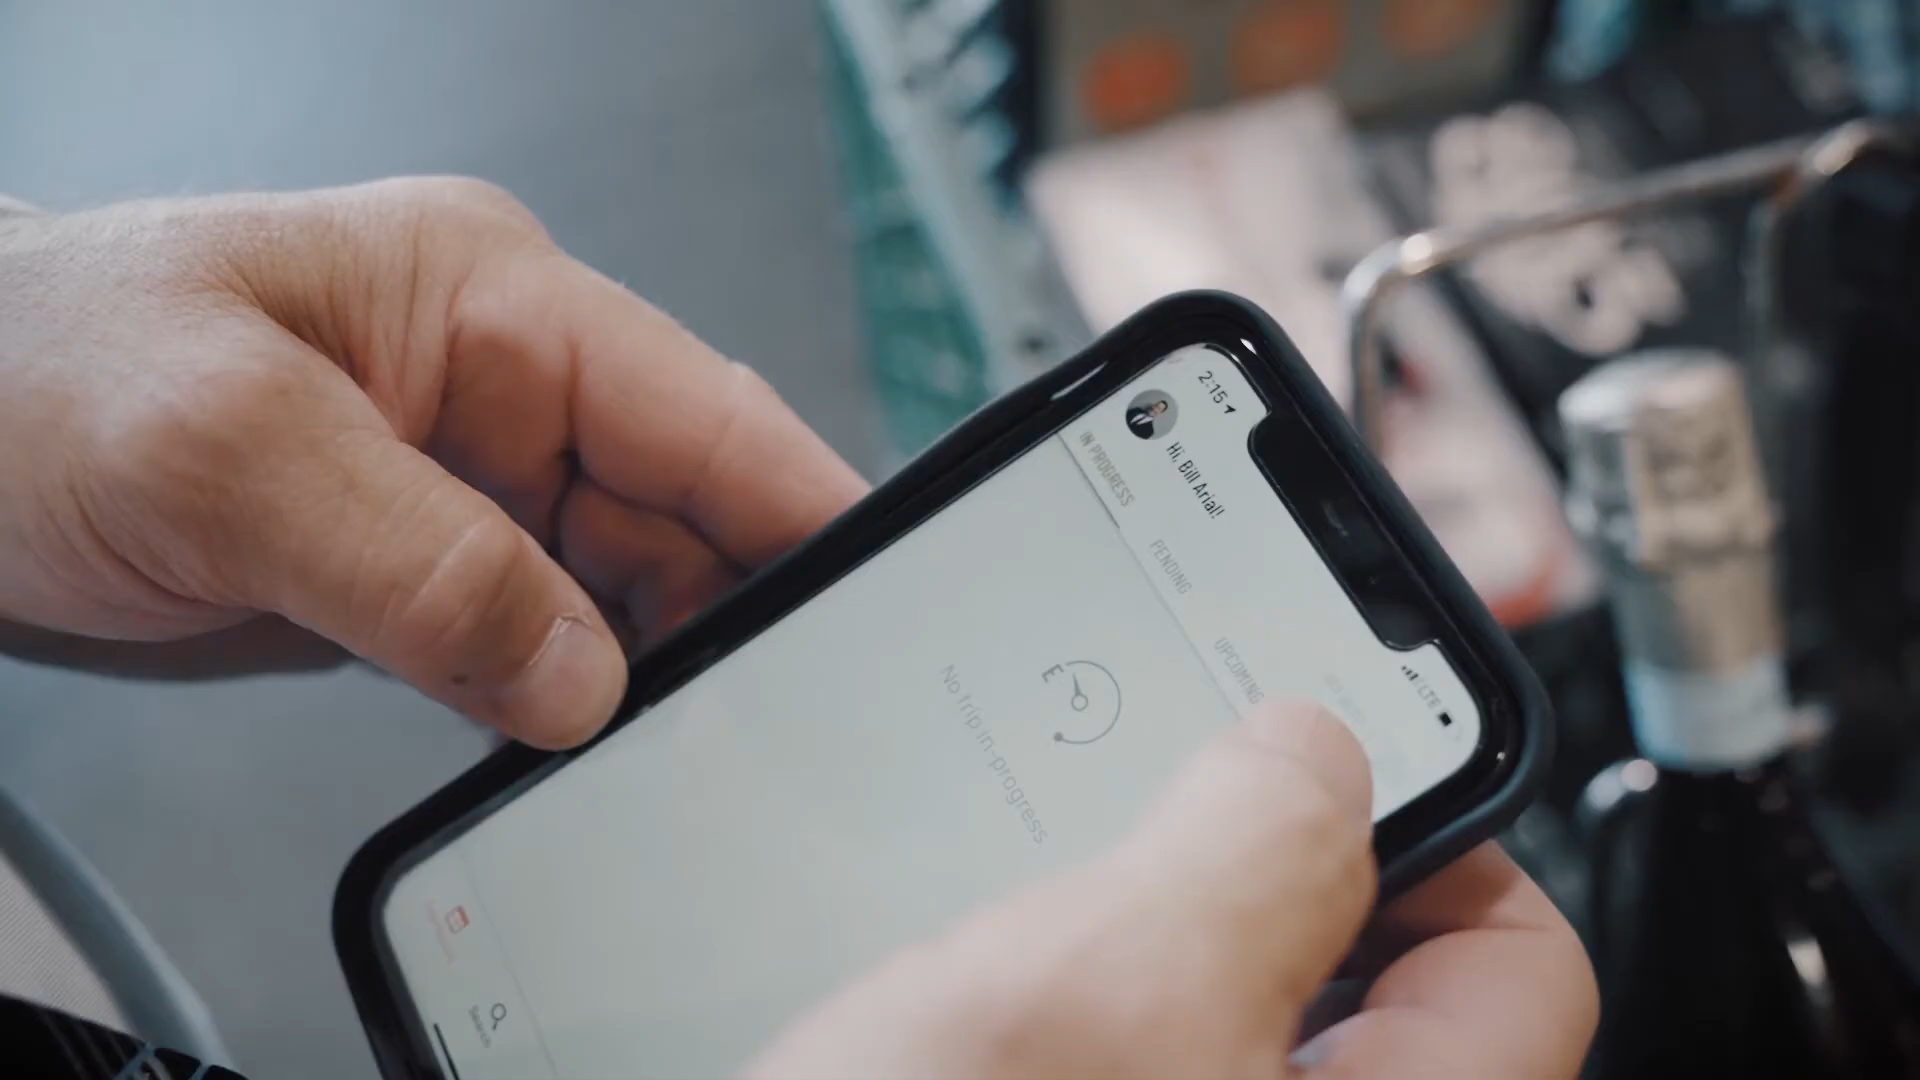 2:15
LTE
Hi, Bill Arial!
IN PROGRESS
PENDING
UPCOMING
No trip in-progress
E
Search